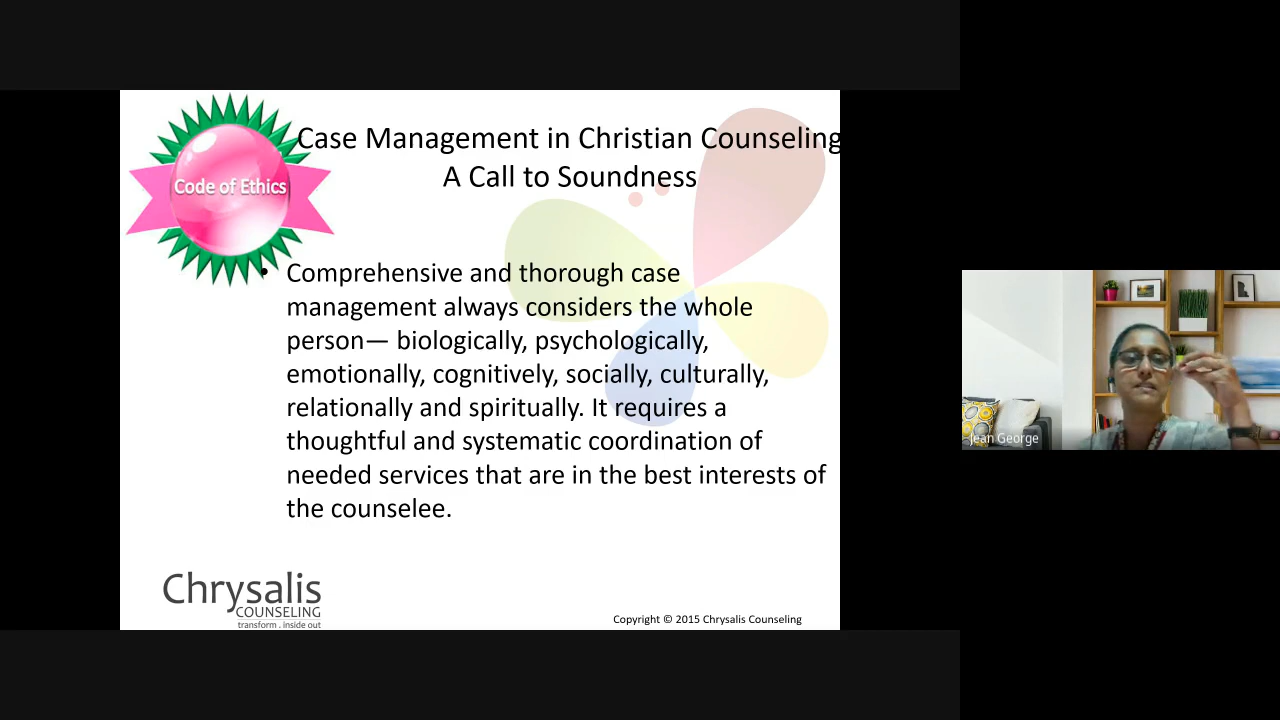 Code of Ethics
Case Management in Christian Counseling
A Call to Soundness
• Comprehensive and thorough case
management always considers the whole
person— biologically, psychologically,
emotionally, cognitively, socially, culturally,
relationally and spiritually. It requires a
thoughtful and systematic coordination of
needed services that are in the best interests of
the counselee.
Chrysalis
COUNSELING
transform . inside out
Copyright © 2015 Chrysalis Counseling
Jean George